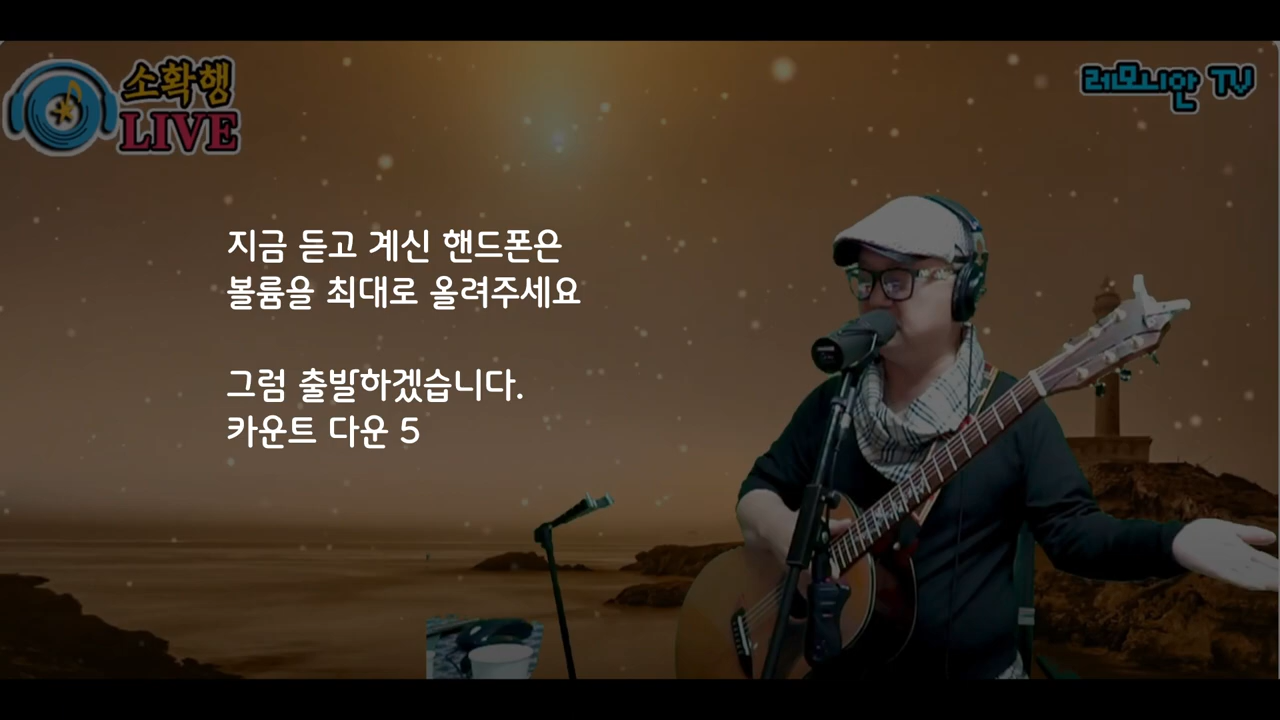 소확행
LIVE
레모니안 TV
지금 듣고 계신 핸드폰은
볼륨을 최대로 올려주세요
그럼 출발하겠습니다.
카운트 다운 5